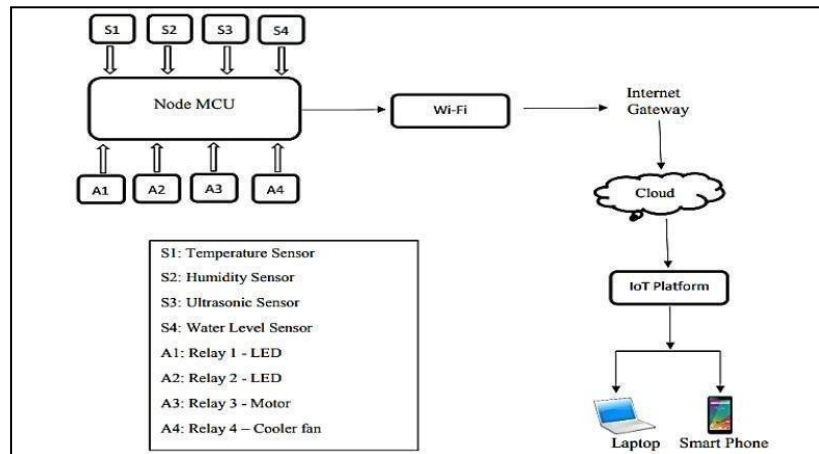 S1 S2 S3 S4
Node MCU
Wi-Fi
Internet
Gateway
A1 A2 A3 A4
Cloud
IoT Platform
Laptop Smart Phone
S1: Temperature Sensor
S2: Humidity Sensor
S3: Ultrasonic Sensor
S4: Water Level Sensor
A1: Relay 1 - LED
A2: Relay 2 - LED
A3: Relay 3 - Motor
A4: Relay 4 – Cooler fan